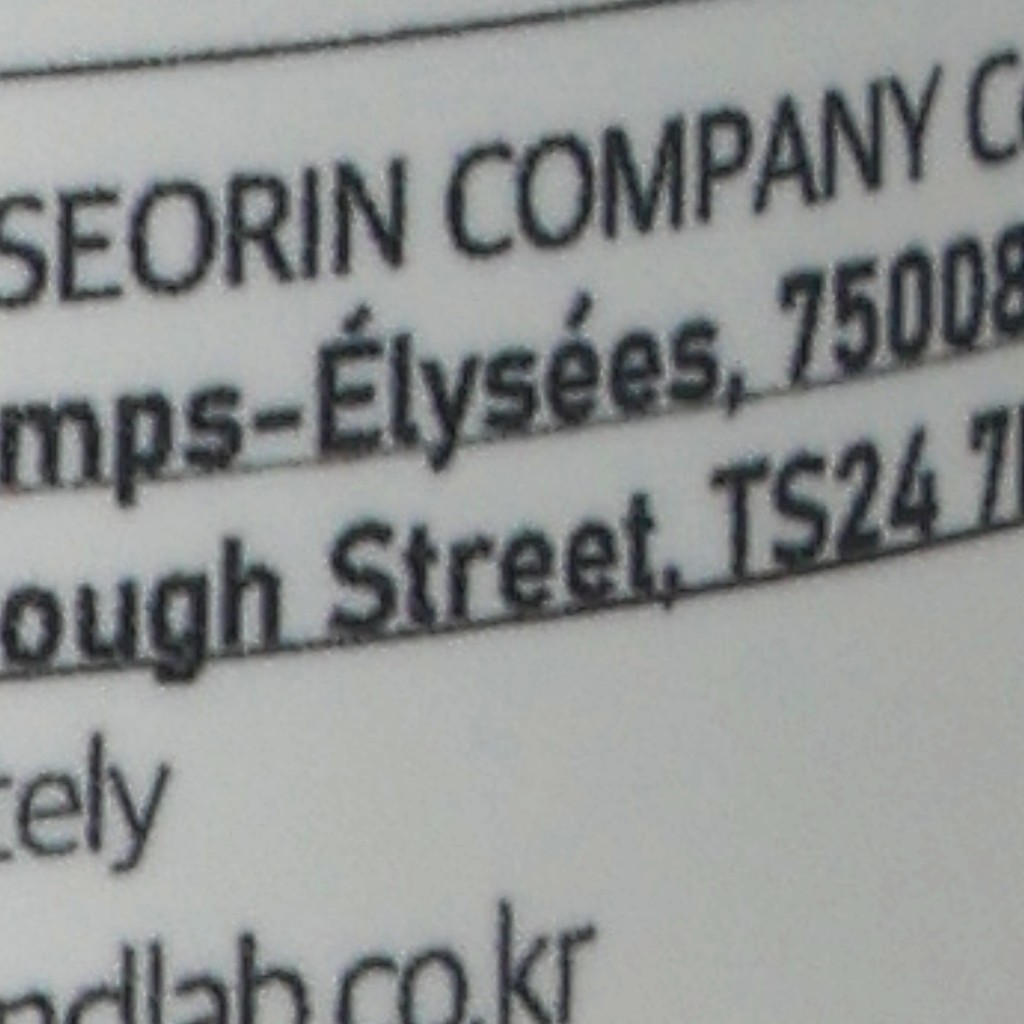 SEORIN COMPANY
mps-Élysées, 75008
ough Street, TS24
tely
ndlab.co.kr